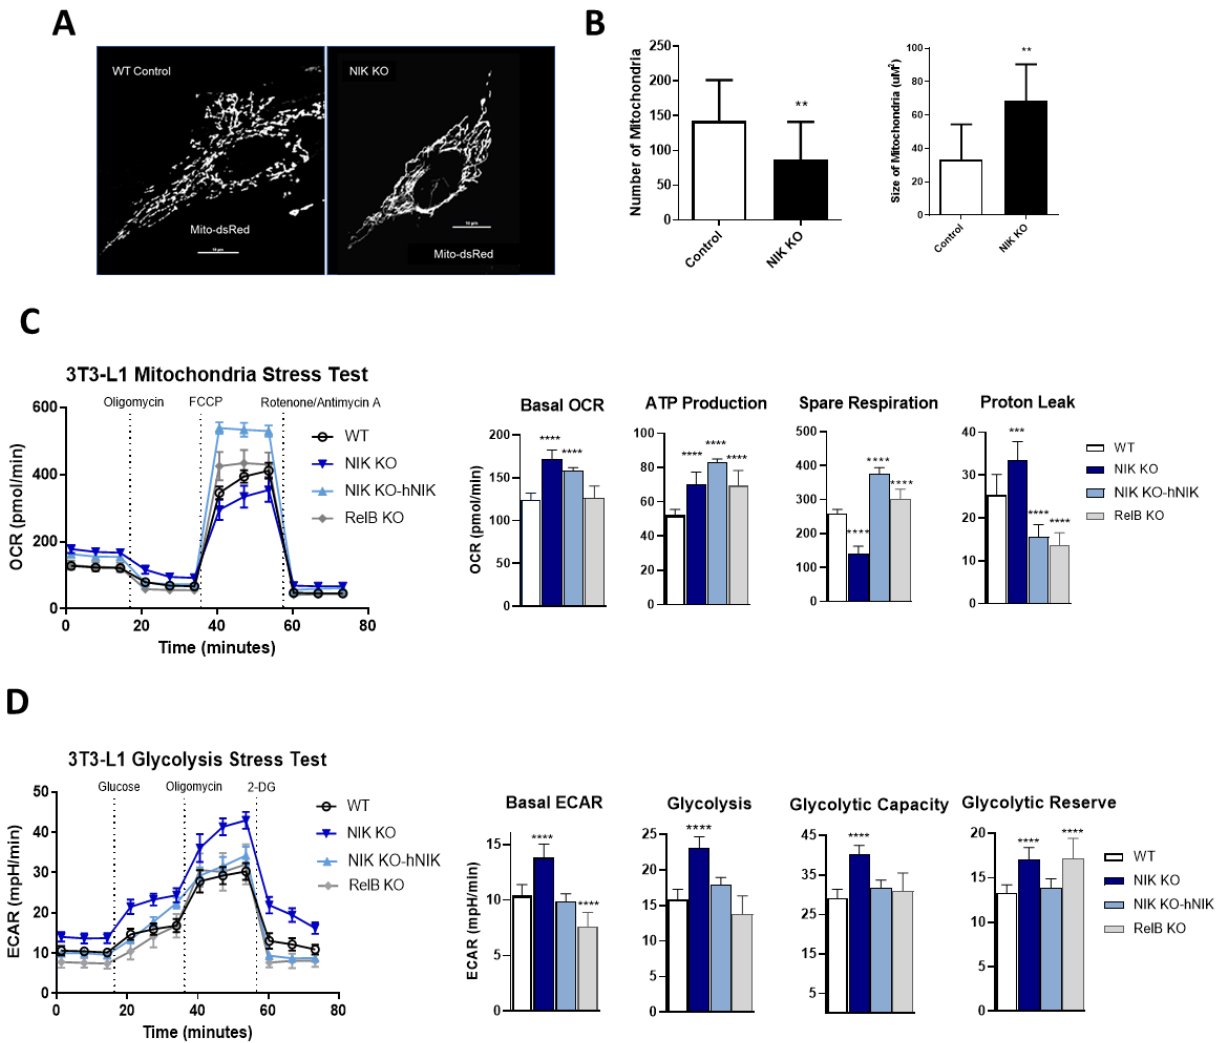 A
WT Control
Mito-dsRed
10 μm
NIK KO
10 μm
Mito-dsRed
B
Number of Mitochondria
250
200
150
100
50
0
**
Control
NIK KO
Size of Mitochondria (uM²)
100
80
60
40
20
0
**
Control
NIK KO
C
3T3-L1 Mitochondria Stress Test
Oligomycin FCCP Rotenone/Antimycin A
OCR (pmol/min)
600
400
200
0
0 20 40 60 80
Time (minutes)
WT
NIK KO
NIK KO-hNIK
RelB KO
Basal OCR
OCR (pmol/min)
200
150
100
50
0
**** ****
ATP Production
100
80
60
40
20
0
**** **** ****
Spare Respiration
500
400
300
200
100
0
**** **** ****
Proton Leak
40
30
20
10
0
*** **** ****
WT
NIK KO
NIK KO-hNIK
RelB KO
D
3T3-L1 Glycolysis Stress Test
Glucose Oligomycin 2-DG
ECAR (mpH/min)
50
40
30
20
10
0
0 20 40 60 80
Time (minutes)
WT
NIK KO
NIK KO-hNIK
RelB KO
Basal ECAR
ECAR (mpH/min)
15
10
5
0
**** ****
Glycolysis
25
20
15
10
5
0
****
Glycolytic Capacity
45
35
25
15
5
****
Glycolytic Reserve
20
15
10
5
0
**** ****
WT
NIK KO
NIK KO-hNIK
RelB KO